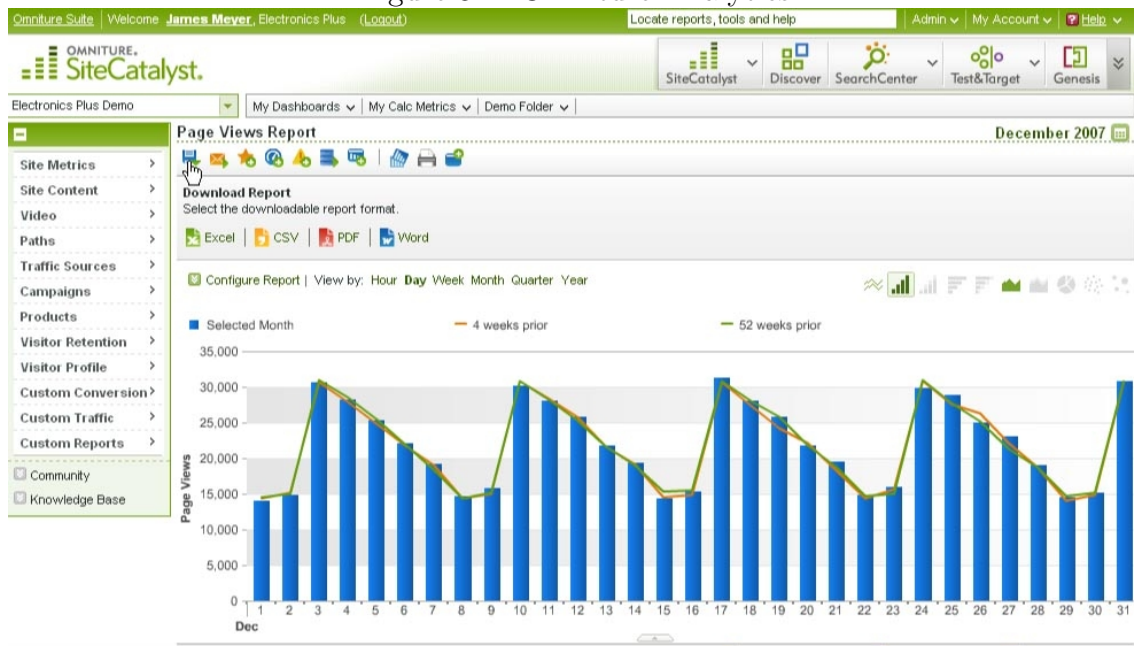 Omniture Suite Welcome James Meyer, Electronics Plus (Logout) Locate reports, tools and help Admin My Account Help
OMNITURE.
SiteCatalyst.
SiteCatalyst Discover SearchCenter Test&Target Genesis
Electronics Plus Demo My Dashboards My Calc Metrics Demo Folder
Page Views Report December 2007
Site Metrics
Site Content
Video
Paths
Traffic Sources
Campaigns
Products
Visitor Retention
Visitor Profile
Custom Conversion
Custom Traffic
Custom Reports
Community
Knowledge Base
Download Report
Select the downloadable report format.
Excel CSV PDF Word
Configure Report | View by: Hour Day Week Month Quarter Year
Selected Month 4 weeks prior 52 weeks prior
Page Views
35,000
30,000
25,000
20,000
15,000
10,000
5,000
0
1 2 3 4 5 6 7 8 9 10 11 12 13 14 15 16 17 18 19 20 21 22 23 24 25 26 27 28 29 30 31
Dec